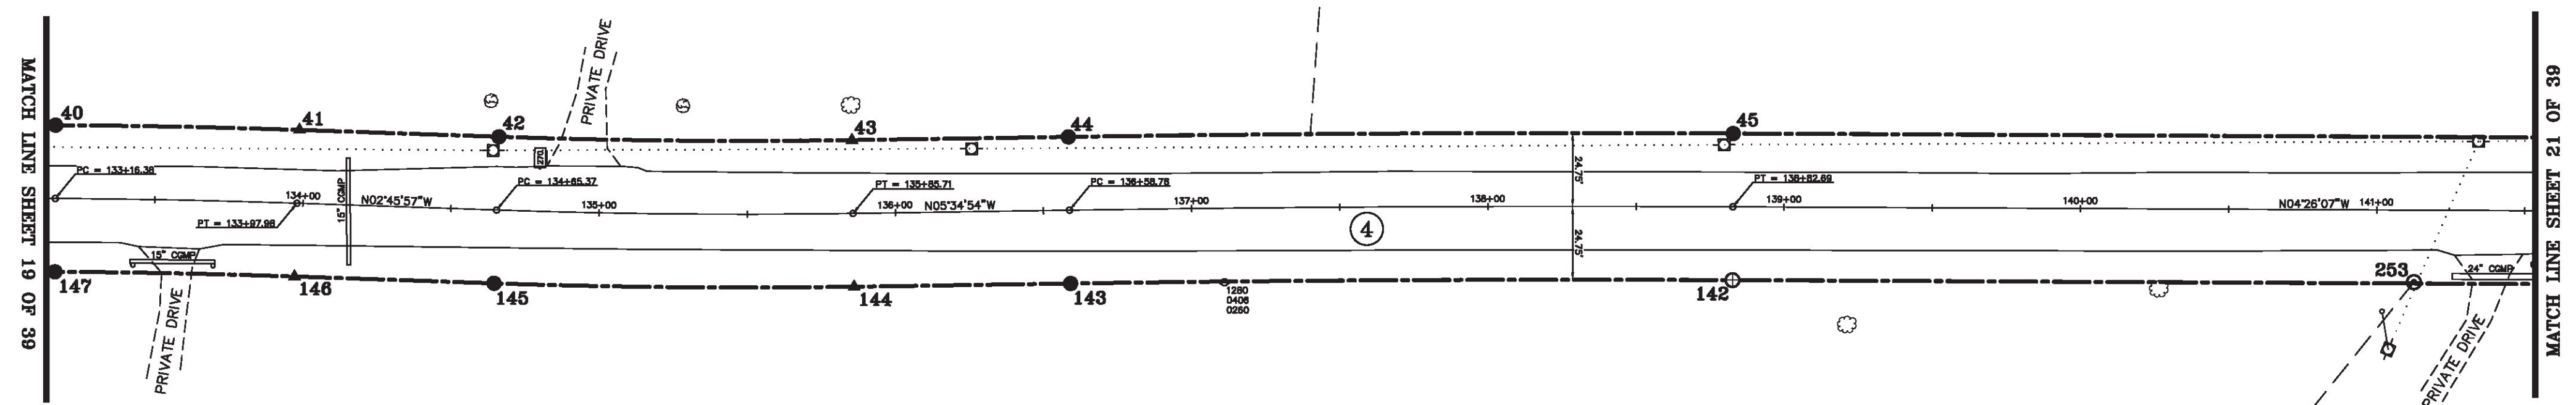 MATCH LINE SHEET 19 OF 39
40
41
42
43
44
45
PRIVATE DRIVE
270
PC = 133+16.38
134+00
PT = 133+97.98
15" CGMP
N02°45'57"W
PC = 134+65.37
135+00
PT = 135+85.71
136+00
N05°34'54"W
PC = 136+58.78
137+00
138+00
24.75'
24.75'
4
PT = 138+82.69
139+00
140+00
N04°26'07"W
141+00
15" CGMP
147
146
145
144
143
142
253
24" CGMP
1280
0406
0250
PRIVATE DRIVE
PRIVATE DRIVE
MATCH LINE SHEET 21 OF 39